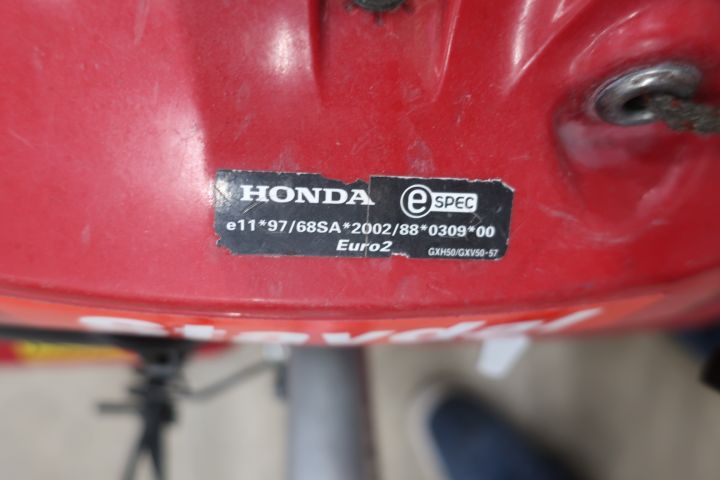 HONDA e SPEC
e11*97/68SA*2002/88*0309*00
Euro2
GXH50/GXV50-57